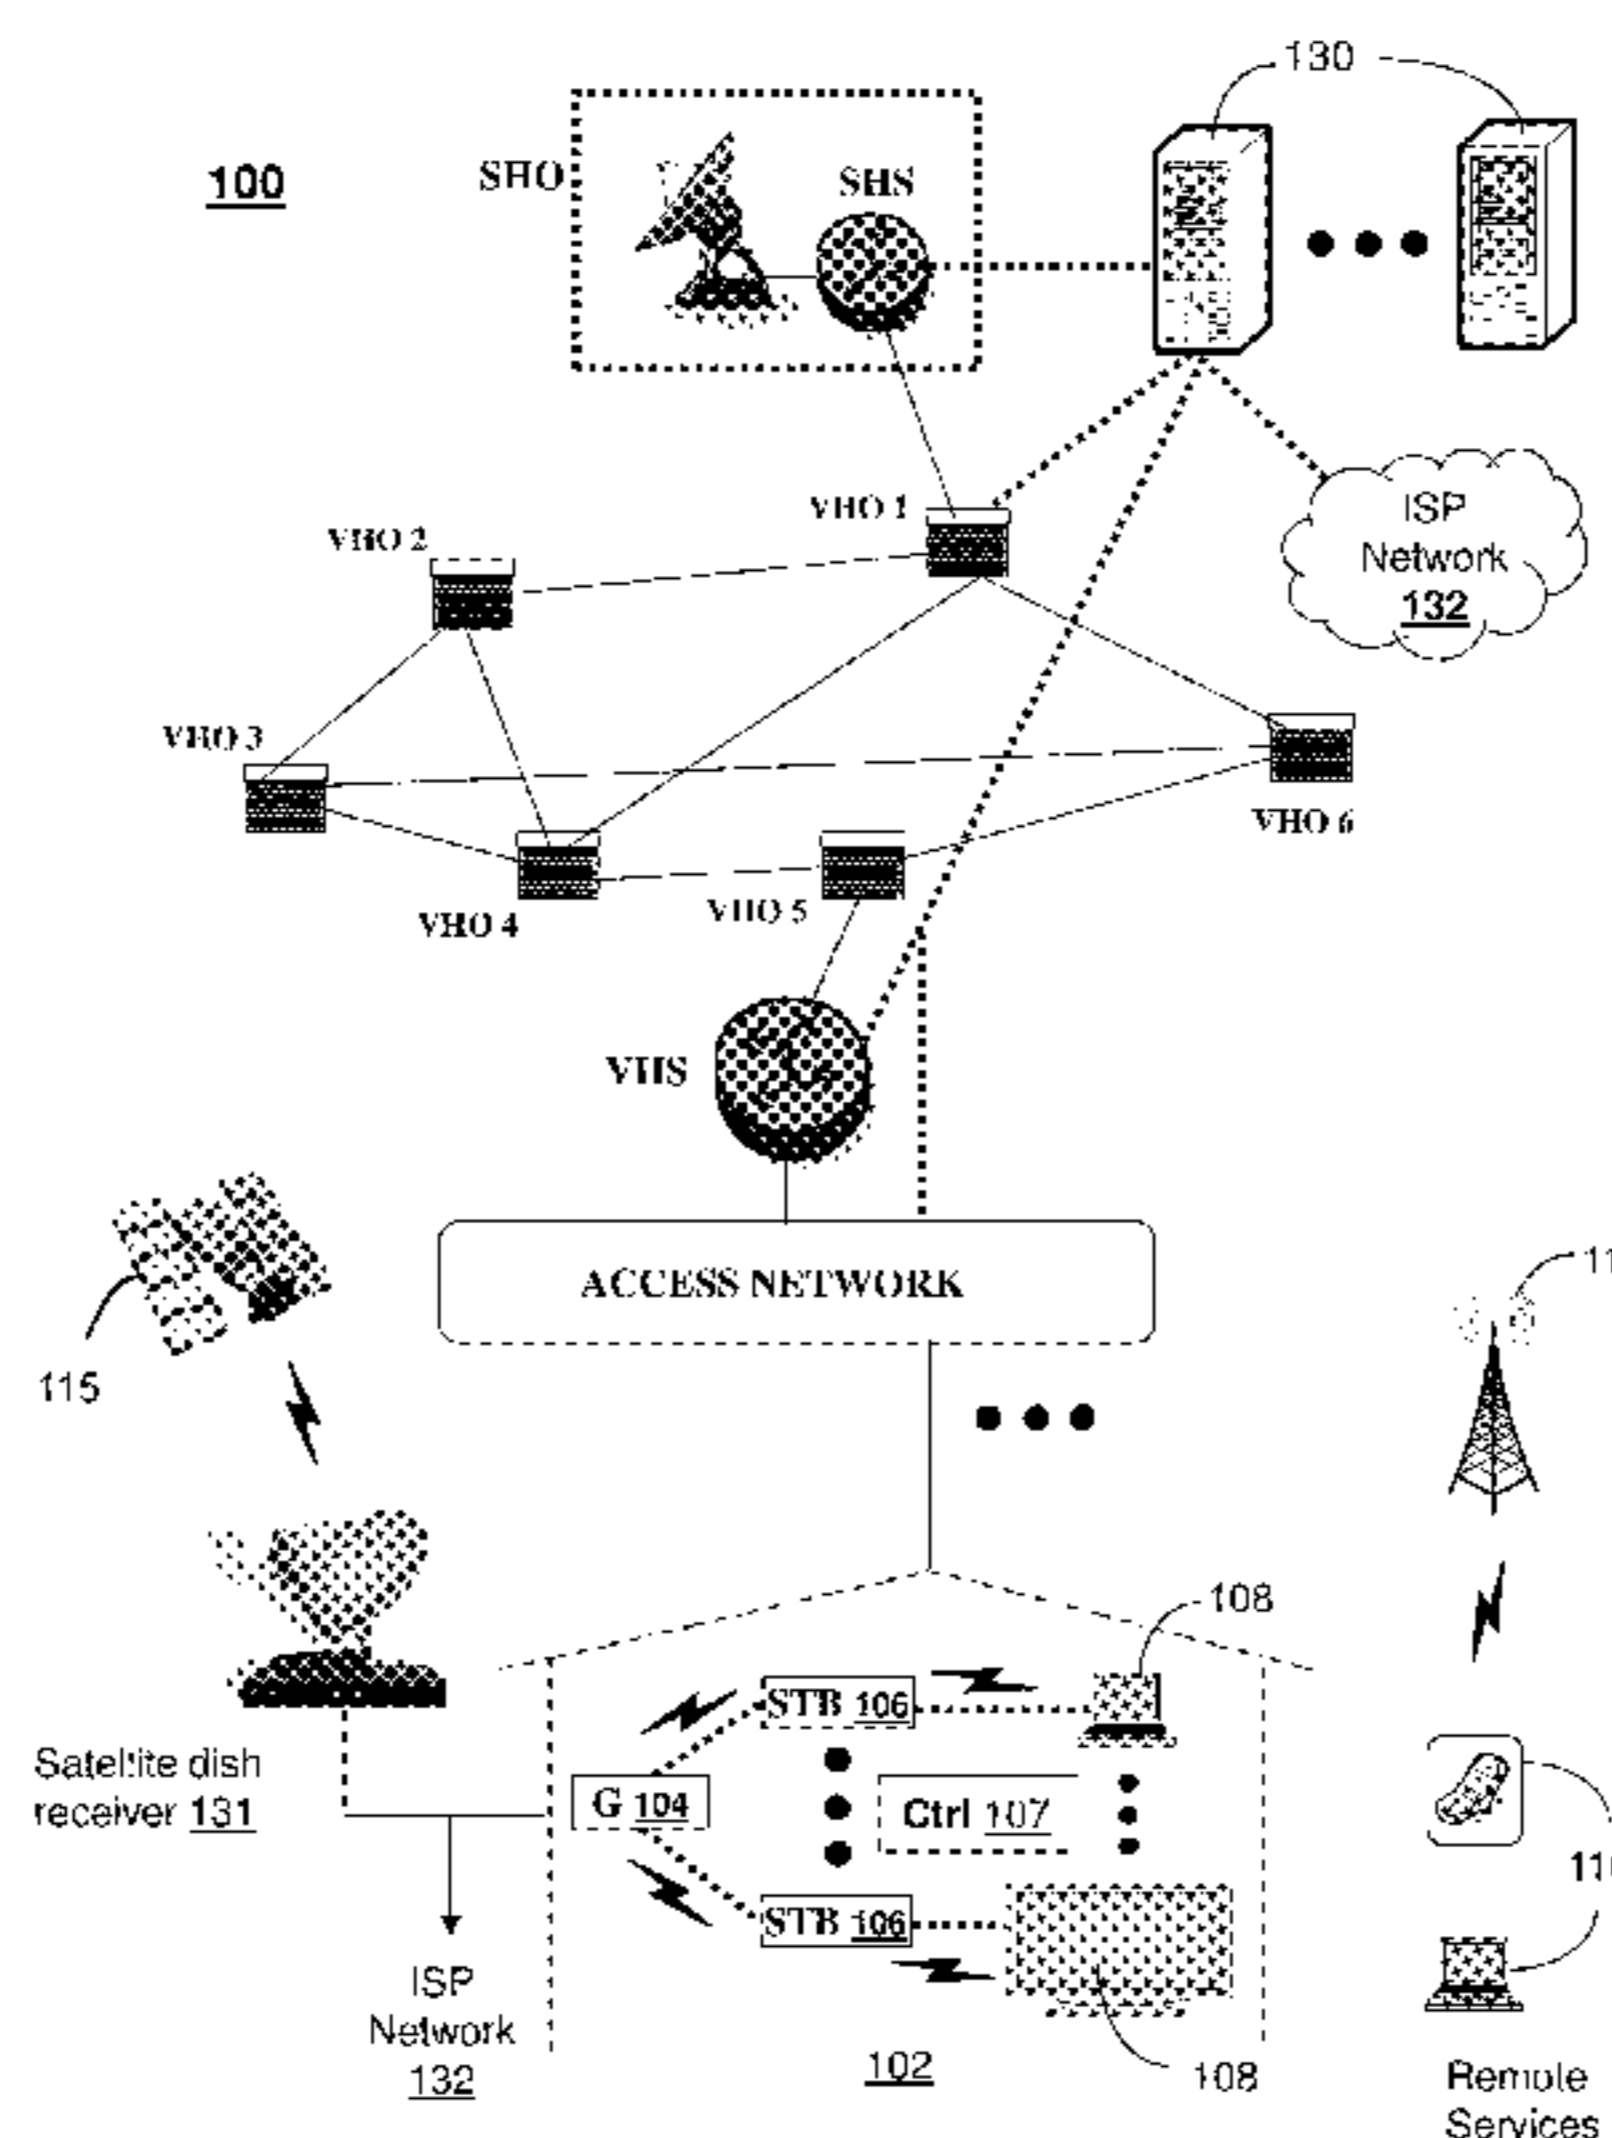 130
100
SHO
SHS
VHO 1
ISP
Network
132
VHO 2
VHO 3
VHO 6
VHO 4
VHO 5
VHS
ACCESS NETWORK
115
108
STB 106
Satellite dish
receiver 131
G 104
Ctrl 107
STB 106
ISP
Network
132
102
108
Remote
Services